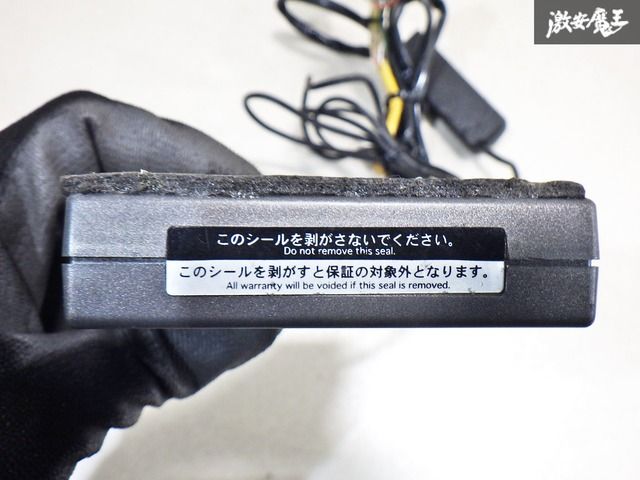 激安魔王
このシールを剥がさないでください。
Do not remove this seal.
このシールを剥がすと保証の対象外となります。
All warranty will be voided if this seal is removed.